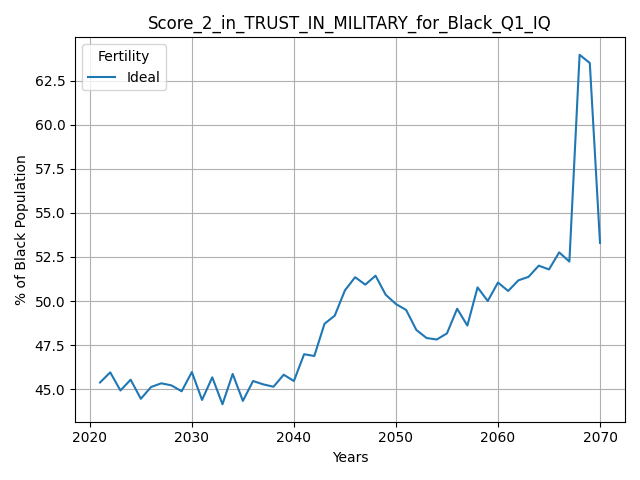 Score_2_in_TRUST_IN_MILITARY_for_Black_Q1_IQ
Fertility
Ideal
% of Black Population
62.5
60.0
57.5
55.0
52.5
50.0
47.5
45.0
2020 2030 2040 2050 2060 2070
Years